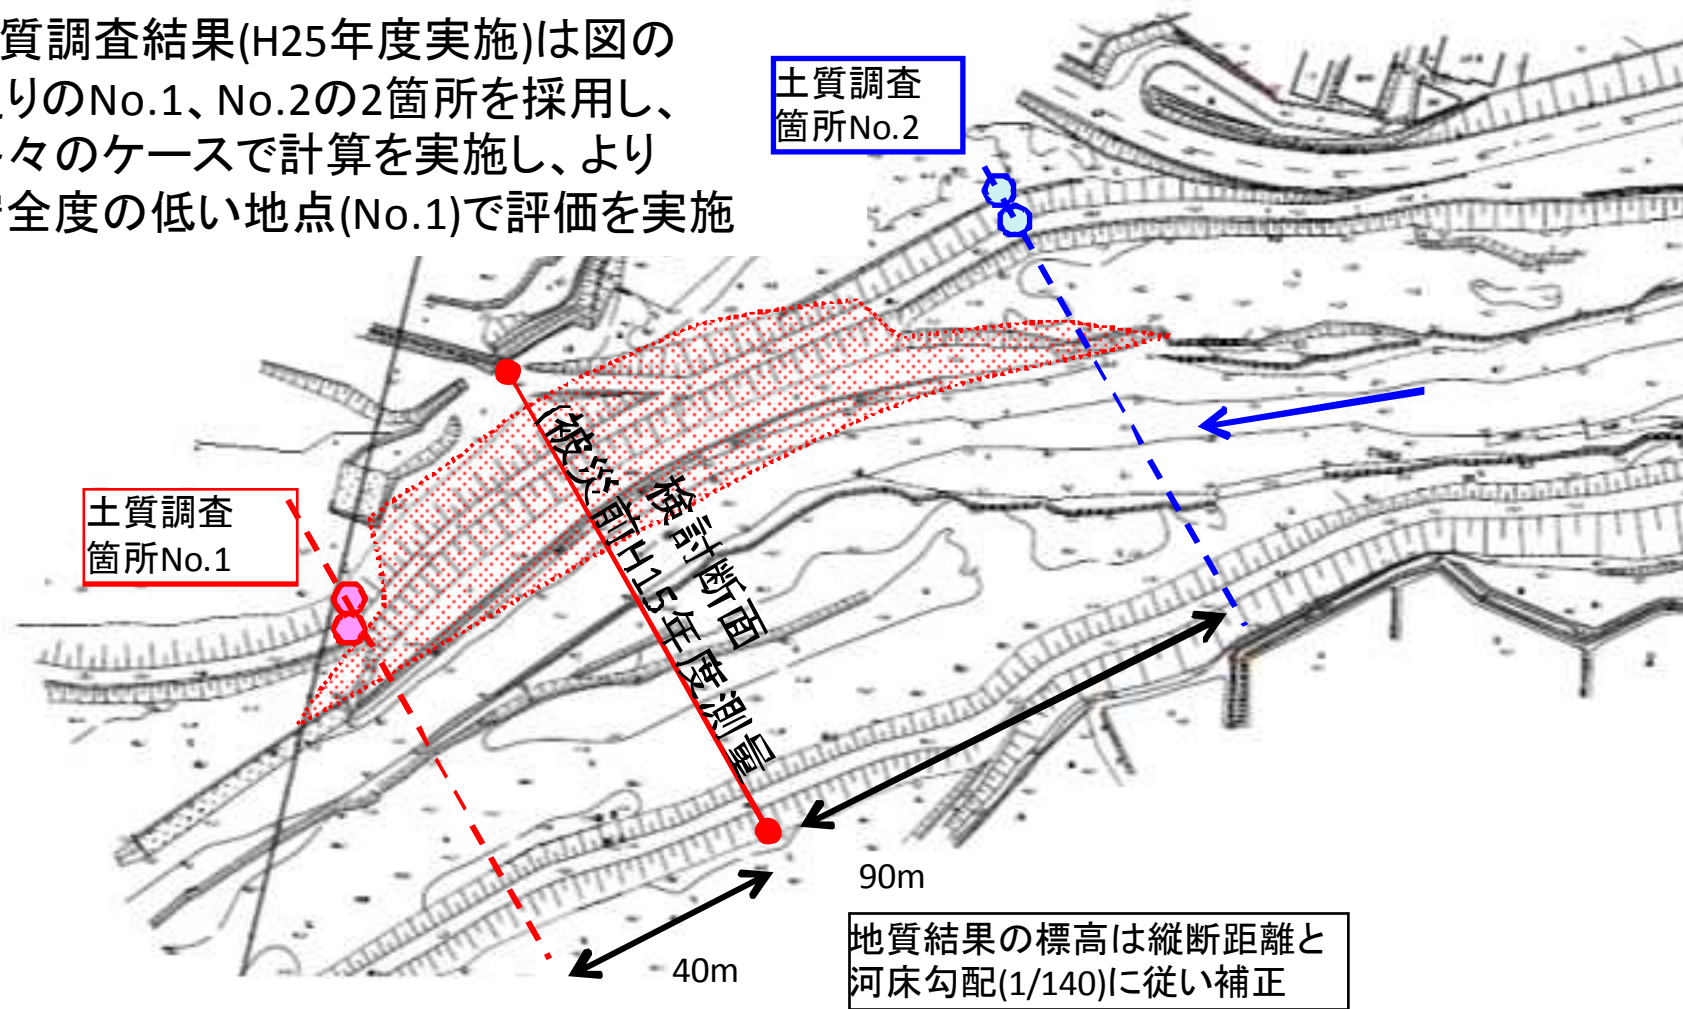 質調査結果(H25年度実施)は図の
りのNo.1、No.2の2箇所を採用し、
々のケースで計算を実施し、より
全度の低い地点(No.1)で評価を実施
土質調査
箇所No.2
土質調査
箇所No.1
検討断面
(被災前H15年度測量
90m
40m
地質結果の標高は縦断距離と
河床勾配(1/140)に従い補正